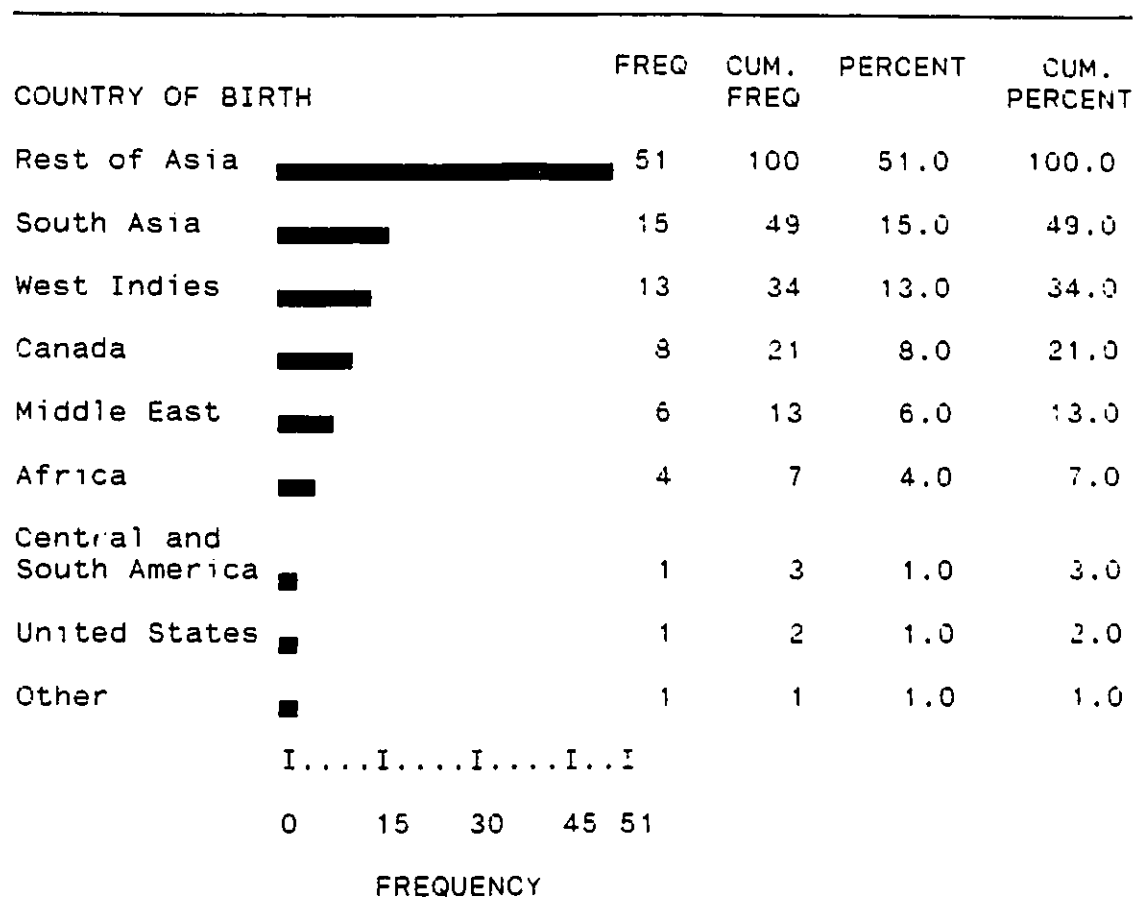 FREQ CUM. PERCENT CUM.
COUNTRY OF BIRTH FREQ PERCENT
Rest of Asia 51 100 51.0 100.0
South Asia 15 49 15.0 49.0
West Indies 13 34 13.0 34.0
Canada 8 21 8.0 21.0
Middle East 6 13 6.0 13.0
Africa 4 7 4.0 7.0
Central and
South America 1 3 1.0 3.0
United States 1 2 1.0 2.0
Other 1 1 1.0 1.0
I....I....I....I..I
0 15 30 45 51
FREQUENCY